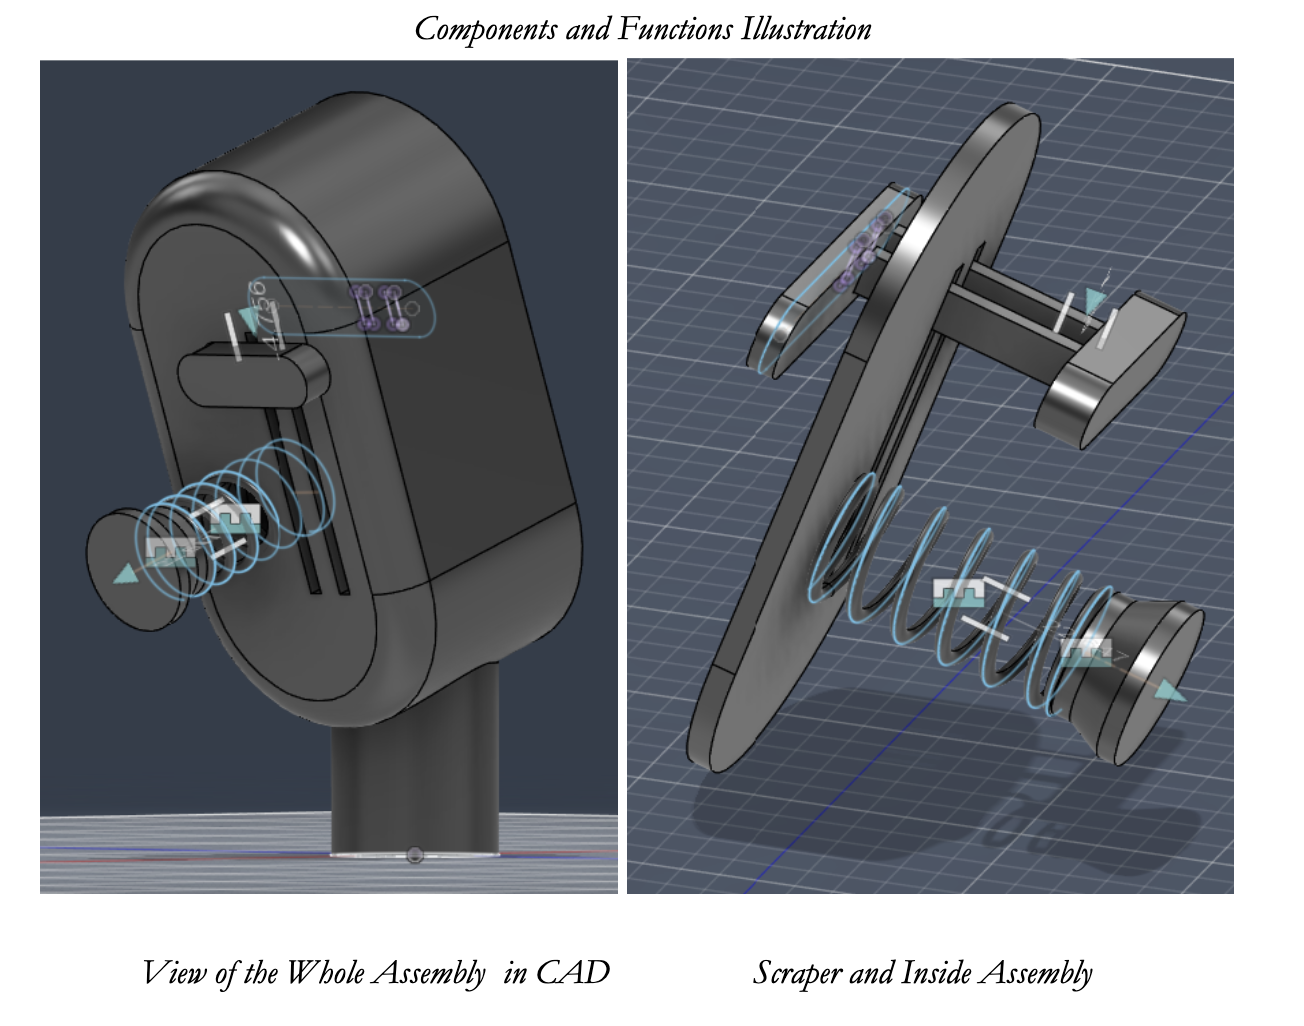 Components and Functions Illustration
View of the Whole Assembly in CAD
Scraper and Inside Assembly